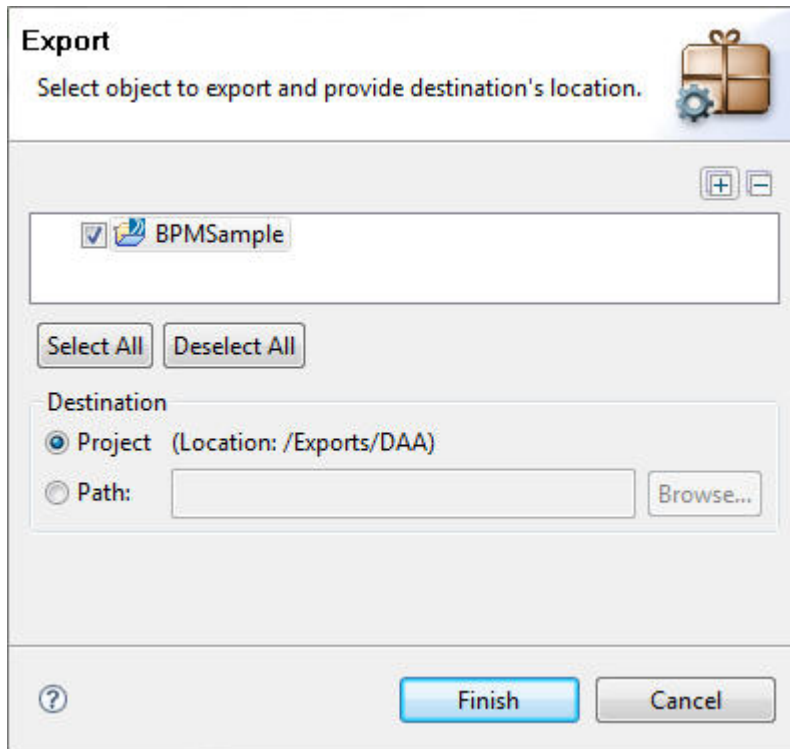 Export
Select object to export and provide destination's location.
BPMSample
Select All Deselect All
Destination
Project (Location: /Exports/DAA)
Path: Browse...
Finish Cancel